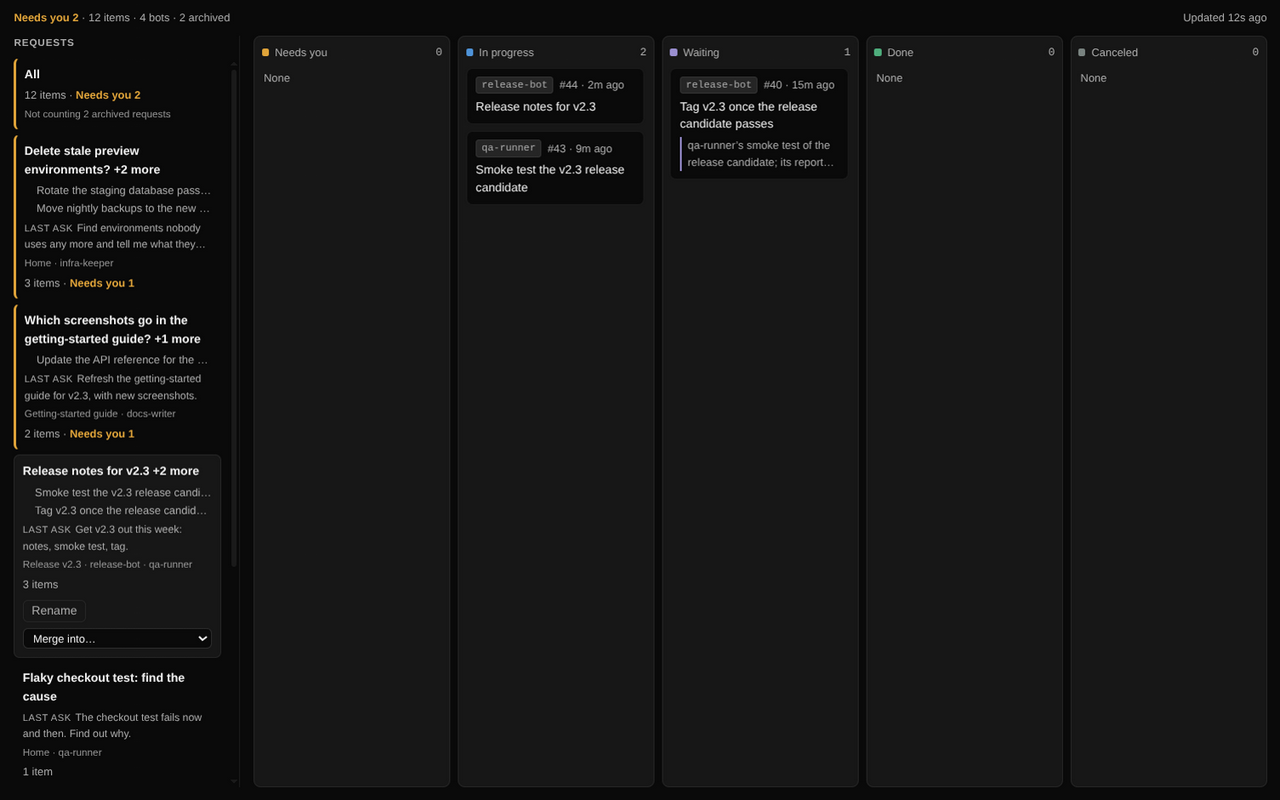 Needs you 2 · 12 items · 4 bots · 2 archived
Updated 12s ago
REQUESTS
All
12 items · Needs you 2
Not counting 2 archived requests
Delete stale preview
environments? +2 more
Rotate the staging database pass…
Move nightly backups to the new …
LAST ASK Find environments nobody
uses any more and tell me what they…
Home · infra-keeper
3 items · Needs you 1
Which screenshots go in the
getting-started guide? +1 more
Update the API reference for the …
LAST ASK Refresh the getting-started
guide for v2.3, with new screenshots.
Getting-started guide · docs-writer
2 items · Needs you 1
Release notes for v2.3 +2 more
Smoke test the v2.3 release candi…
Tag v2.3 once the release candid…
LAST ASK Get v2.3 out this week:
notes, smoke test, tag.
Release v2.3 · release-bot · qa-runner
3 items
Rename
Merge into…
Flaky checkout test: find the
cause
LAST ASK The checkout test fails now
and then. Find out why.
Home · qa-runner
1 item
Needs you 0
None
In progress 2
release-bot #44 · 2m ago
Release notes for v2.3
qa-runner #43 · 9m ago
Smoke test the v2.3 release
candidate
Waiting 1
release-bot #40 · 15m ago
Tag v2.3 once the release
candidate passes
qa-runner's smoke test of the
release candidate; its report…
Done 0
None
Canceled 0
None